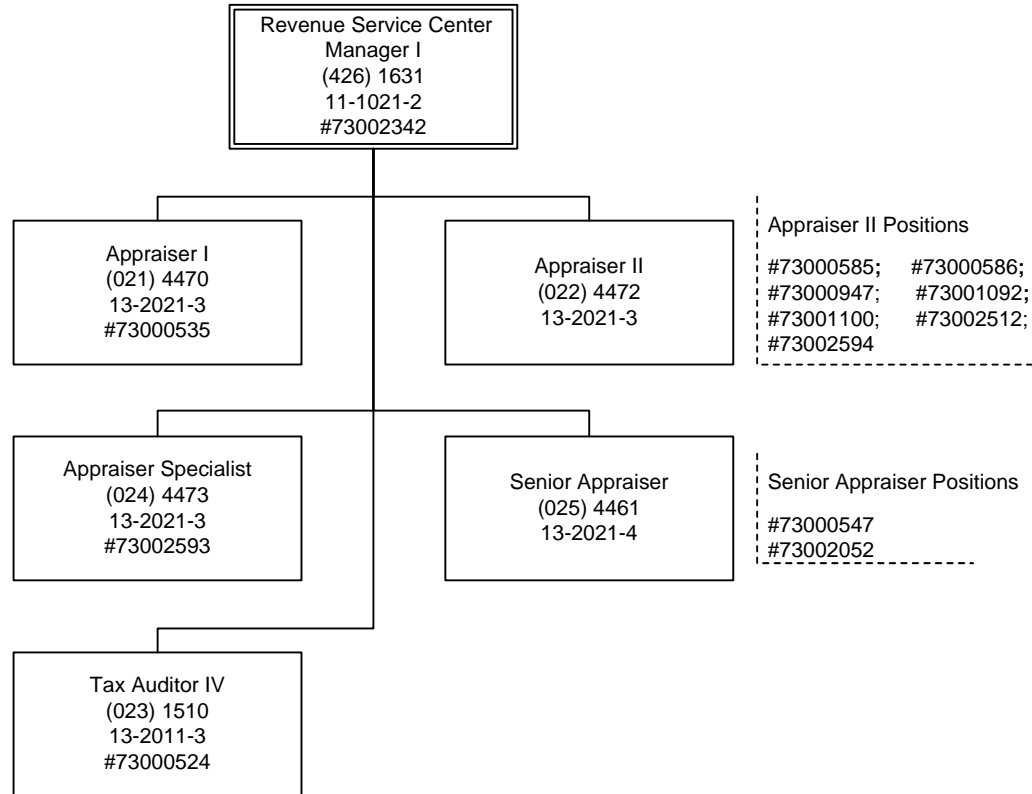 Revenue Service Center
Manager I
(426) 1631
11-1021-2
#73002342
Appraiser I
(021) 4470
13-2021-3
#73000535
Appraiser II
(022) 4472
13-2021-3
Appraiser II Positions
#73000585; #73000586;
#73000947; #73001092;
#73001100; #73002512;
#73002594
Appraiser Specialist
(024) 4473
13-2021-3
#73002593
Senior Appraiser
(025) 4461
13-2021-4
Senior Appraiser Positions
#73000547
#73002052
Tax Auditor IV
(023) 1510
13-2011-3
#73000524